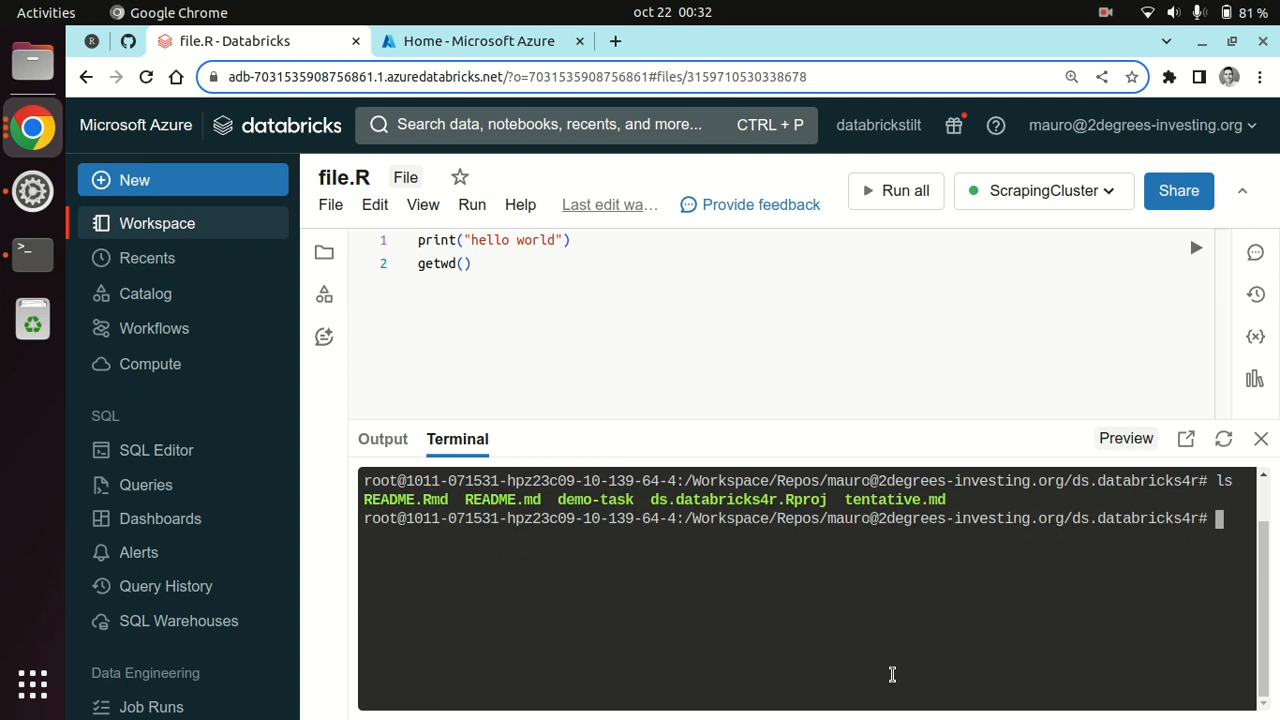 Activities Google Chrome oct 22 00:32 81 %
R file.R - Databricks Home - Microsoft Azure
adb-7031535908756861.1.azuredatabricks.net/?o=7031535908756861#files/3159710530338678
Microsoft Azure databricks Search data, notebooks, recents, and more... CTRL + P databrickstilt mauro@2degrees-investing.org
New
Workspace
Recents
Catalog
Workflows
Compute
SQL
SQL Editor
Queries
Dashboards
Alerts
Query History
SQL Warehouses
Data Engineering
Job Runs
file.R File
File Edit View Run Help Last edit wa... Provide feedback
Run all ScrapingCluster Share
1 print("hello world")
2 getwd()
Output Terminal Preview
root@1011-071531-hpz23c09-10-139-64-4:/Workspace/Repos/mauro@2degrees-investing.org/ds.databricks4r# ls
README.Rmd README.md demo-task ds.databricks4r.Rproj tentative.md
root@1011-071531-hpz23c09-10-139-64-4:/Workspace/Repos/mauro@2degrees-investing.org/ds.databricks4r#